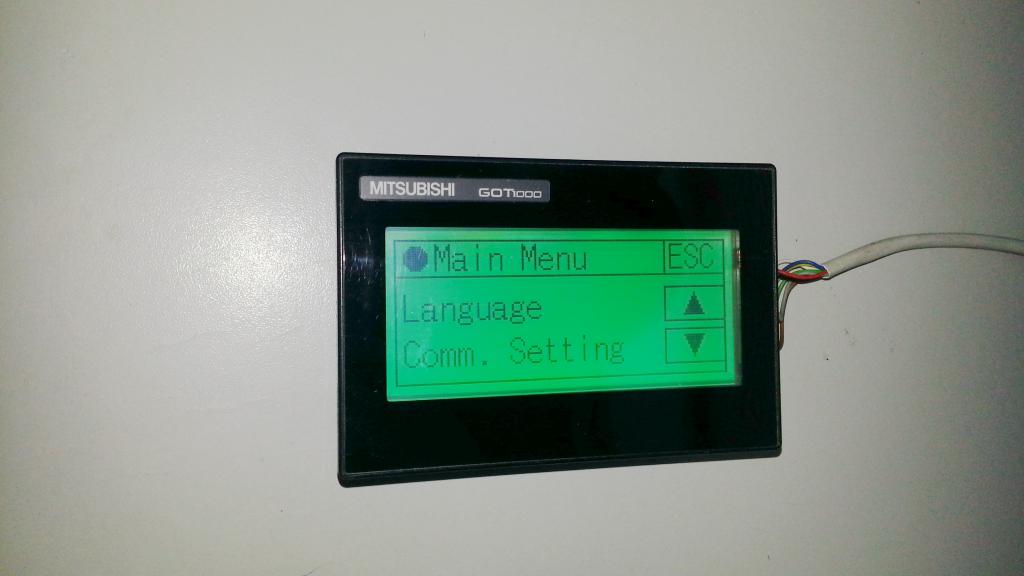 MITSUBISHI GOT1000
Main Menu ESC
Language
Comm. Setting